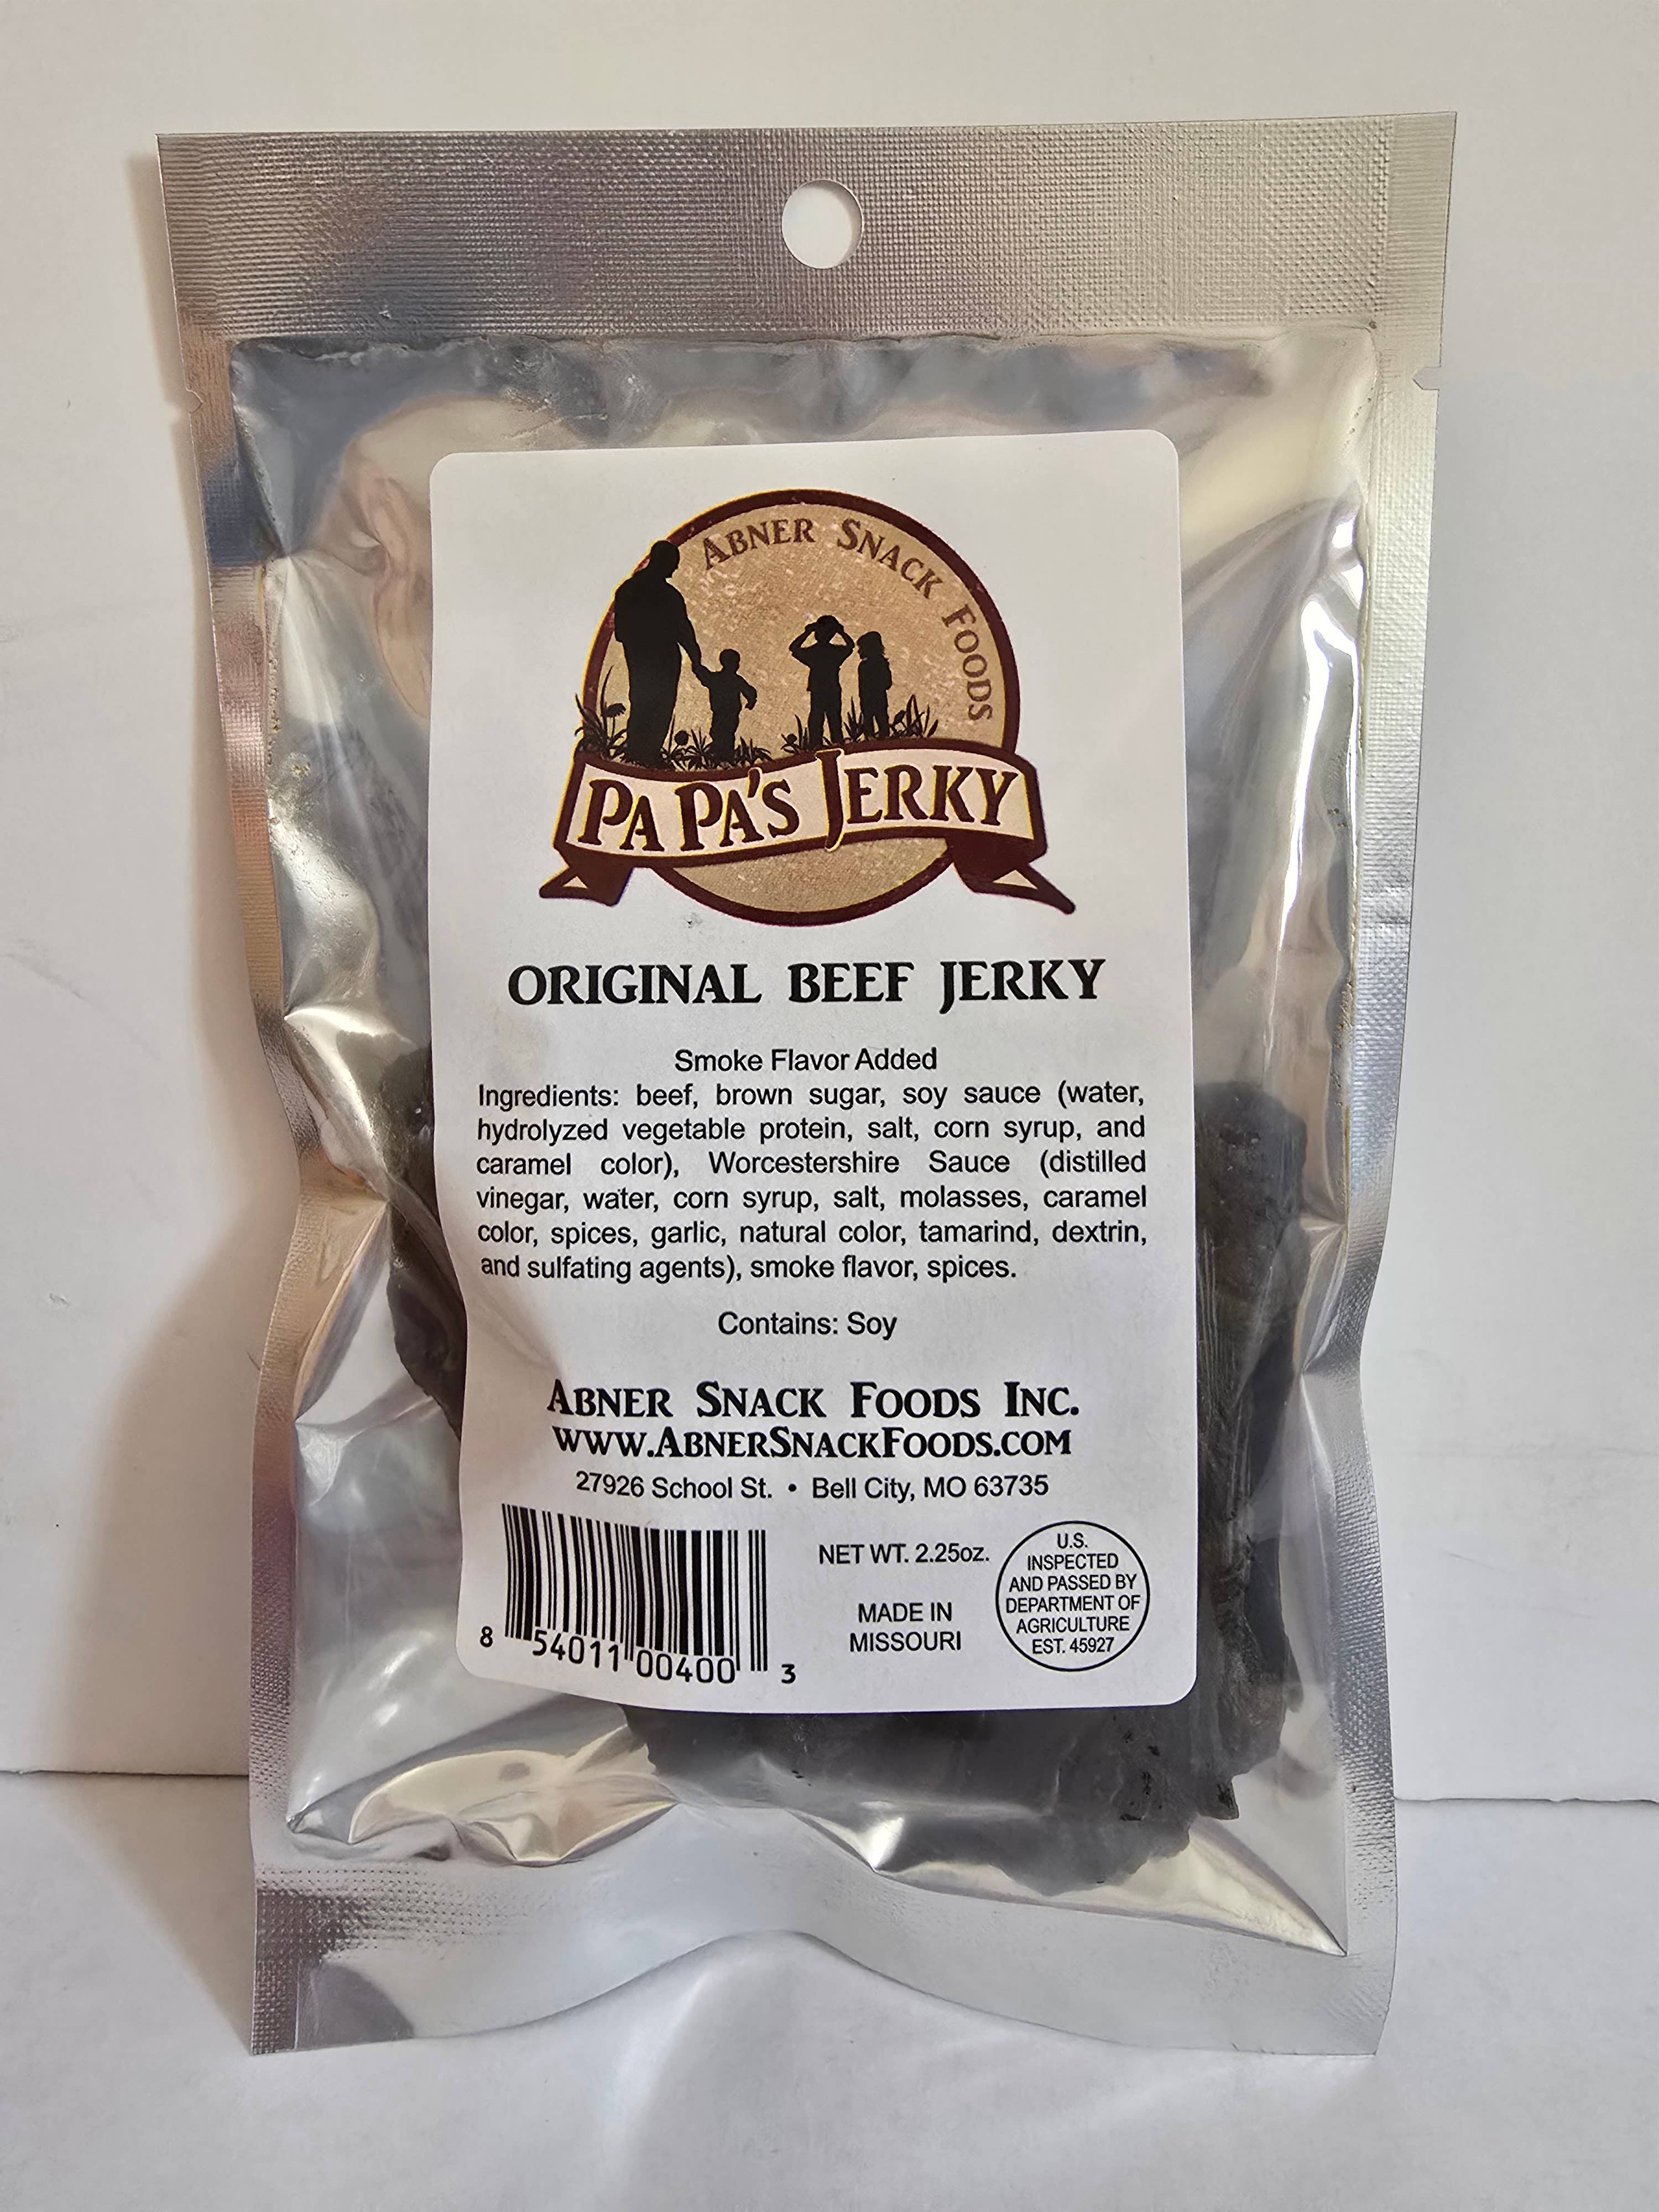 ABNER SNACK FOODS
PA PA'S JERKY
ORIGINAL BEEF JERKY
Smoke Flavor Added
Ingredients: beef, brown sugar, soy sauce (water,
hydrolyzed vegetable protein, salt, corn syrup, and
caramel color), Worcestershire Sauce (distilled
vinegar, water, corn syrup, salt, molasses, caramel
color, spices, garlic, natural color, tamarind, dextrin,
and sulfating agents), smoke flavor, spices.
Contains: Soy
ABNER SNACK FOODS INC.
WWW.ABNERSNACKFOODS.COM
27926 School St. • Bell City, MO 63735
8 54011 00400 3
NET WT. 2.25oz.
MADE IN
MISSOURI
U.S.
INSPECTED
AND PASSED BY
DEPARTMENT OF
AGRICULTURE
EST. 45927